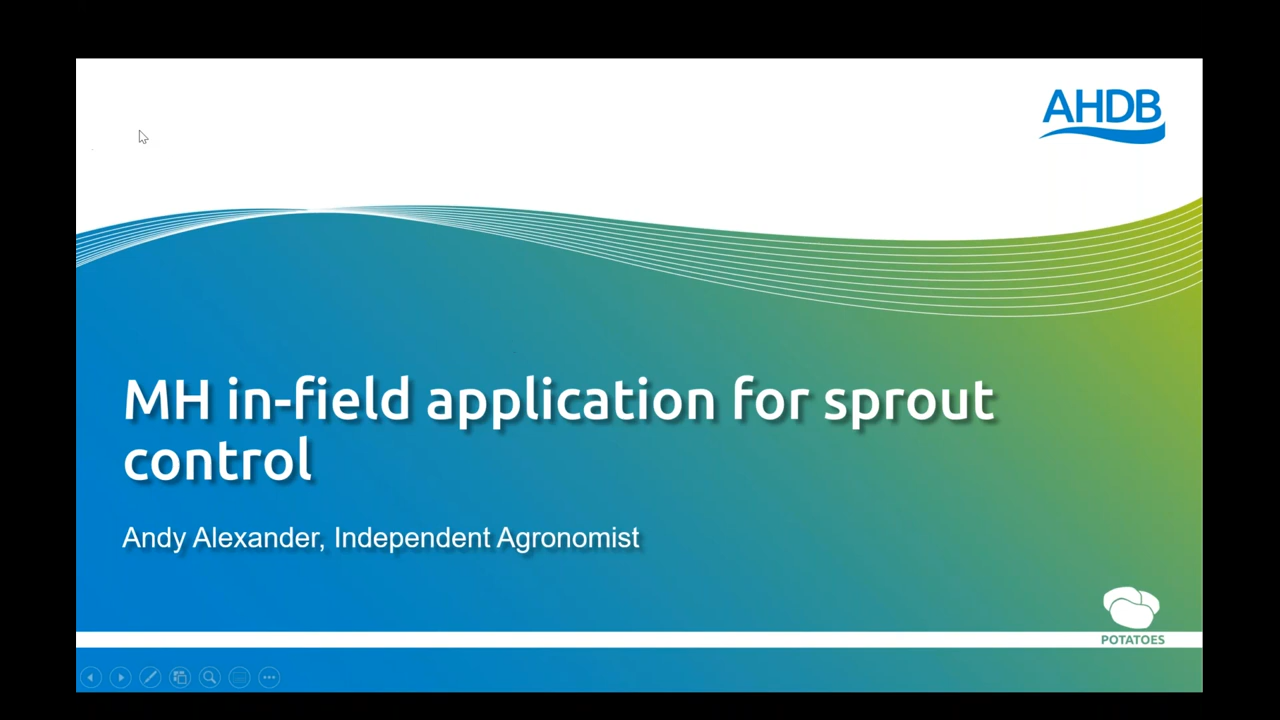 AHDB
MH in-field application for sprout
control
Andy Alexander, Independent Agronomist
POTATOES